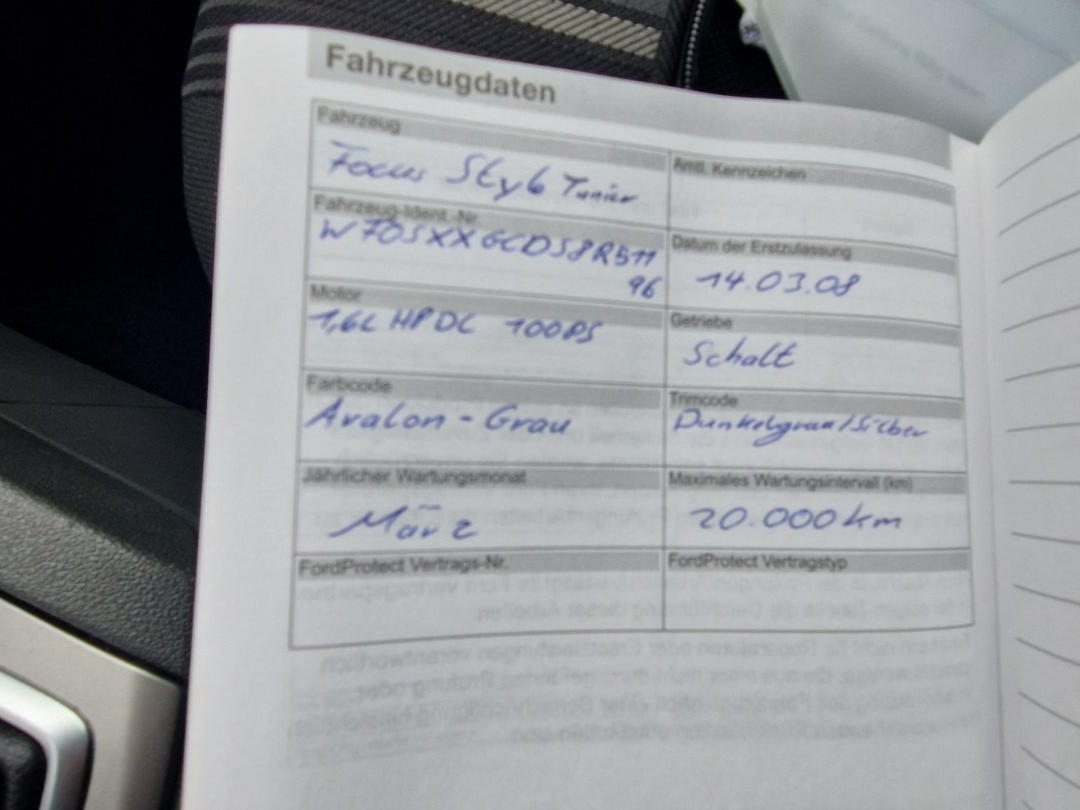 Fahrzeugdaten
Fahrzeug
Focus Style Turnier
Amtl. Kennzeichen
Fahrzeug-Ident.-Nr.
WF0SXXGCDS8R511
96
Datum der Erstzulassung
14.03.08
Motor
1,6L HPDC 100PS
Getriebe
Schalt
Farbcode
Avalon - Grau
Trimcode
Dunkelgrau/Silber
Jährlicher Wartungsmonat
März
Maximales Wartungsintervall (km)
20.000 km
FordProtect Vertrags-Nr.
FordProtect Vertragstyp